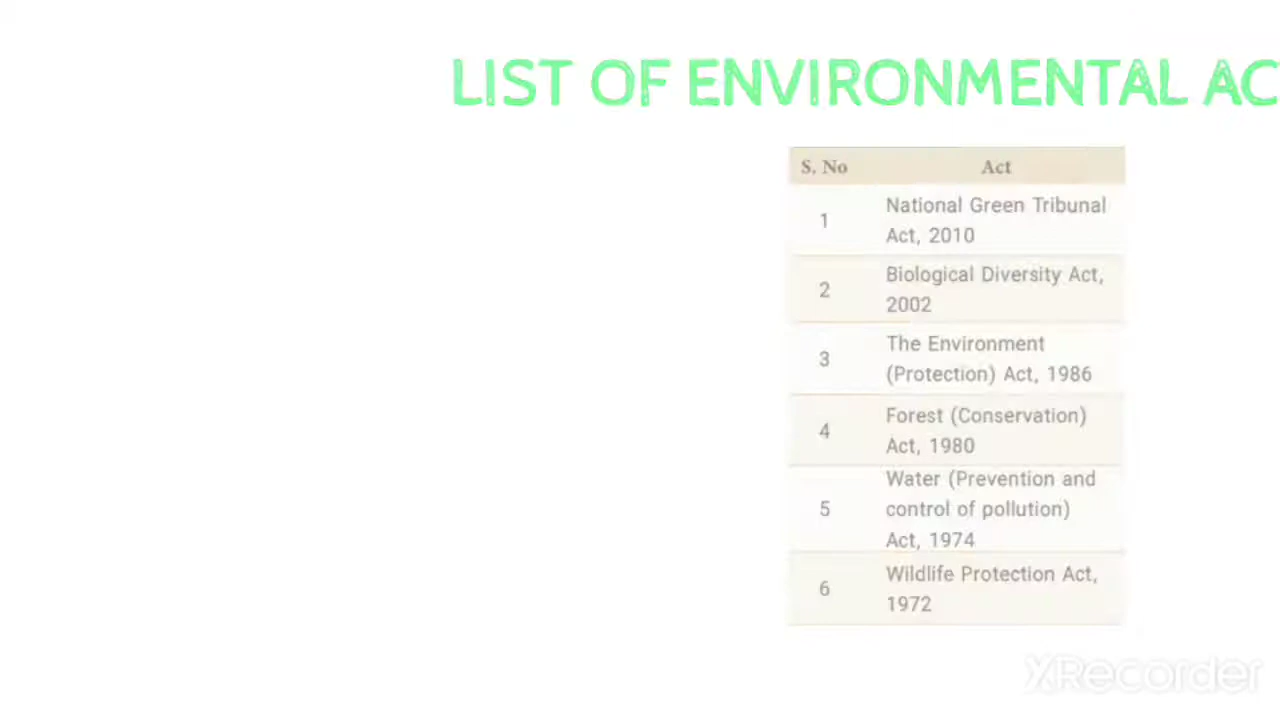 LIST OF ENVIRONMENTAL AC
S. No Act
1 National Green Tribunal
Act, 2010
2 Biological Diversity Act,
2002
3 The Environment
(Protection) Act, 1986
4 Forest (Conservation)
Act, 1980
5 Water (Prevention and
control of pollution)
Act, 1974
6 Wildlife Protection Act,
1972
XRecorder